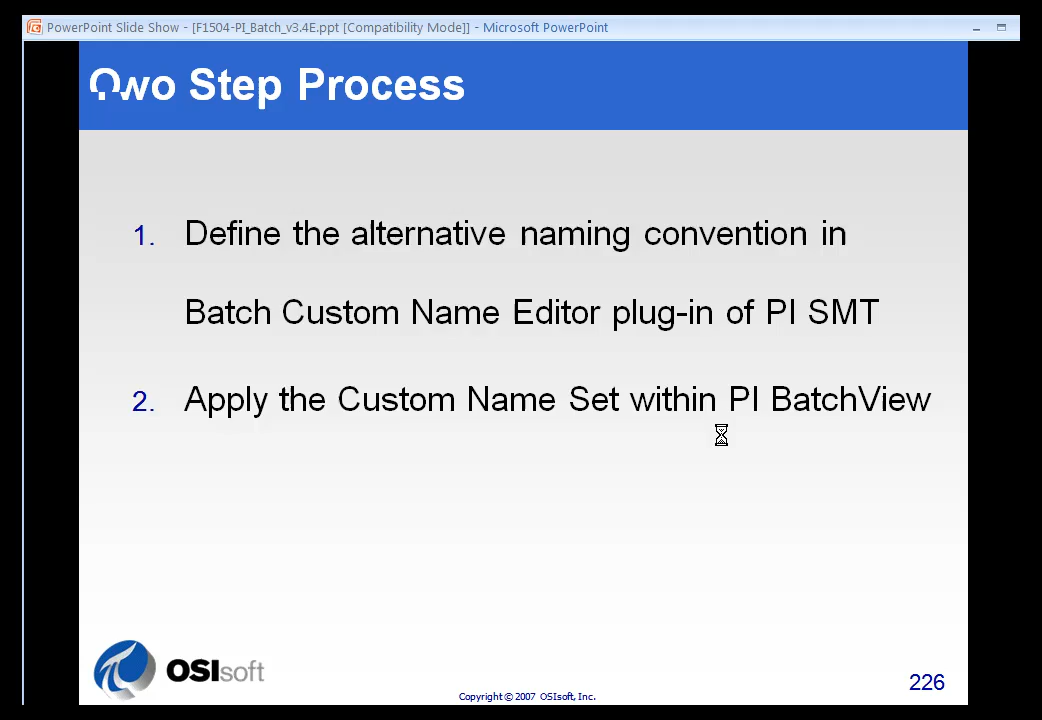 PowerPoint Slide Show - [F1504-PI_Batch_v3.4E.ppt [Compatibility Mode]] - Microsoft PowerPoint
Two Step Process
1. Define the alternative naming convention in
Batch Custom Name Editor plug-in of PI SMT
2. Apply the Custom Name Set within PI BatchView
OSIsoft
Copyright © 2007 OSIsoft, Inc.
226